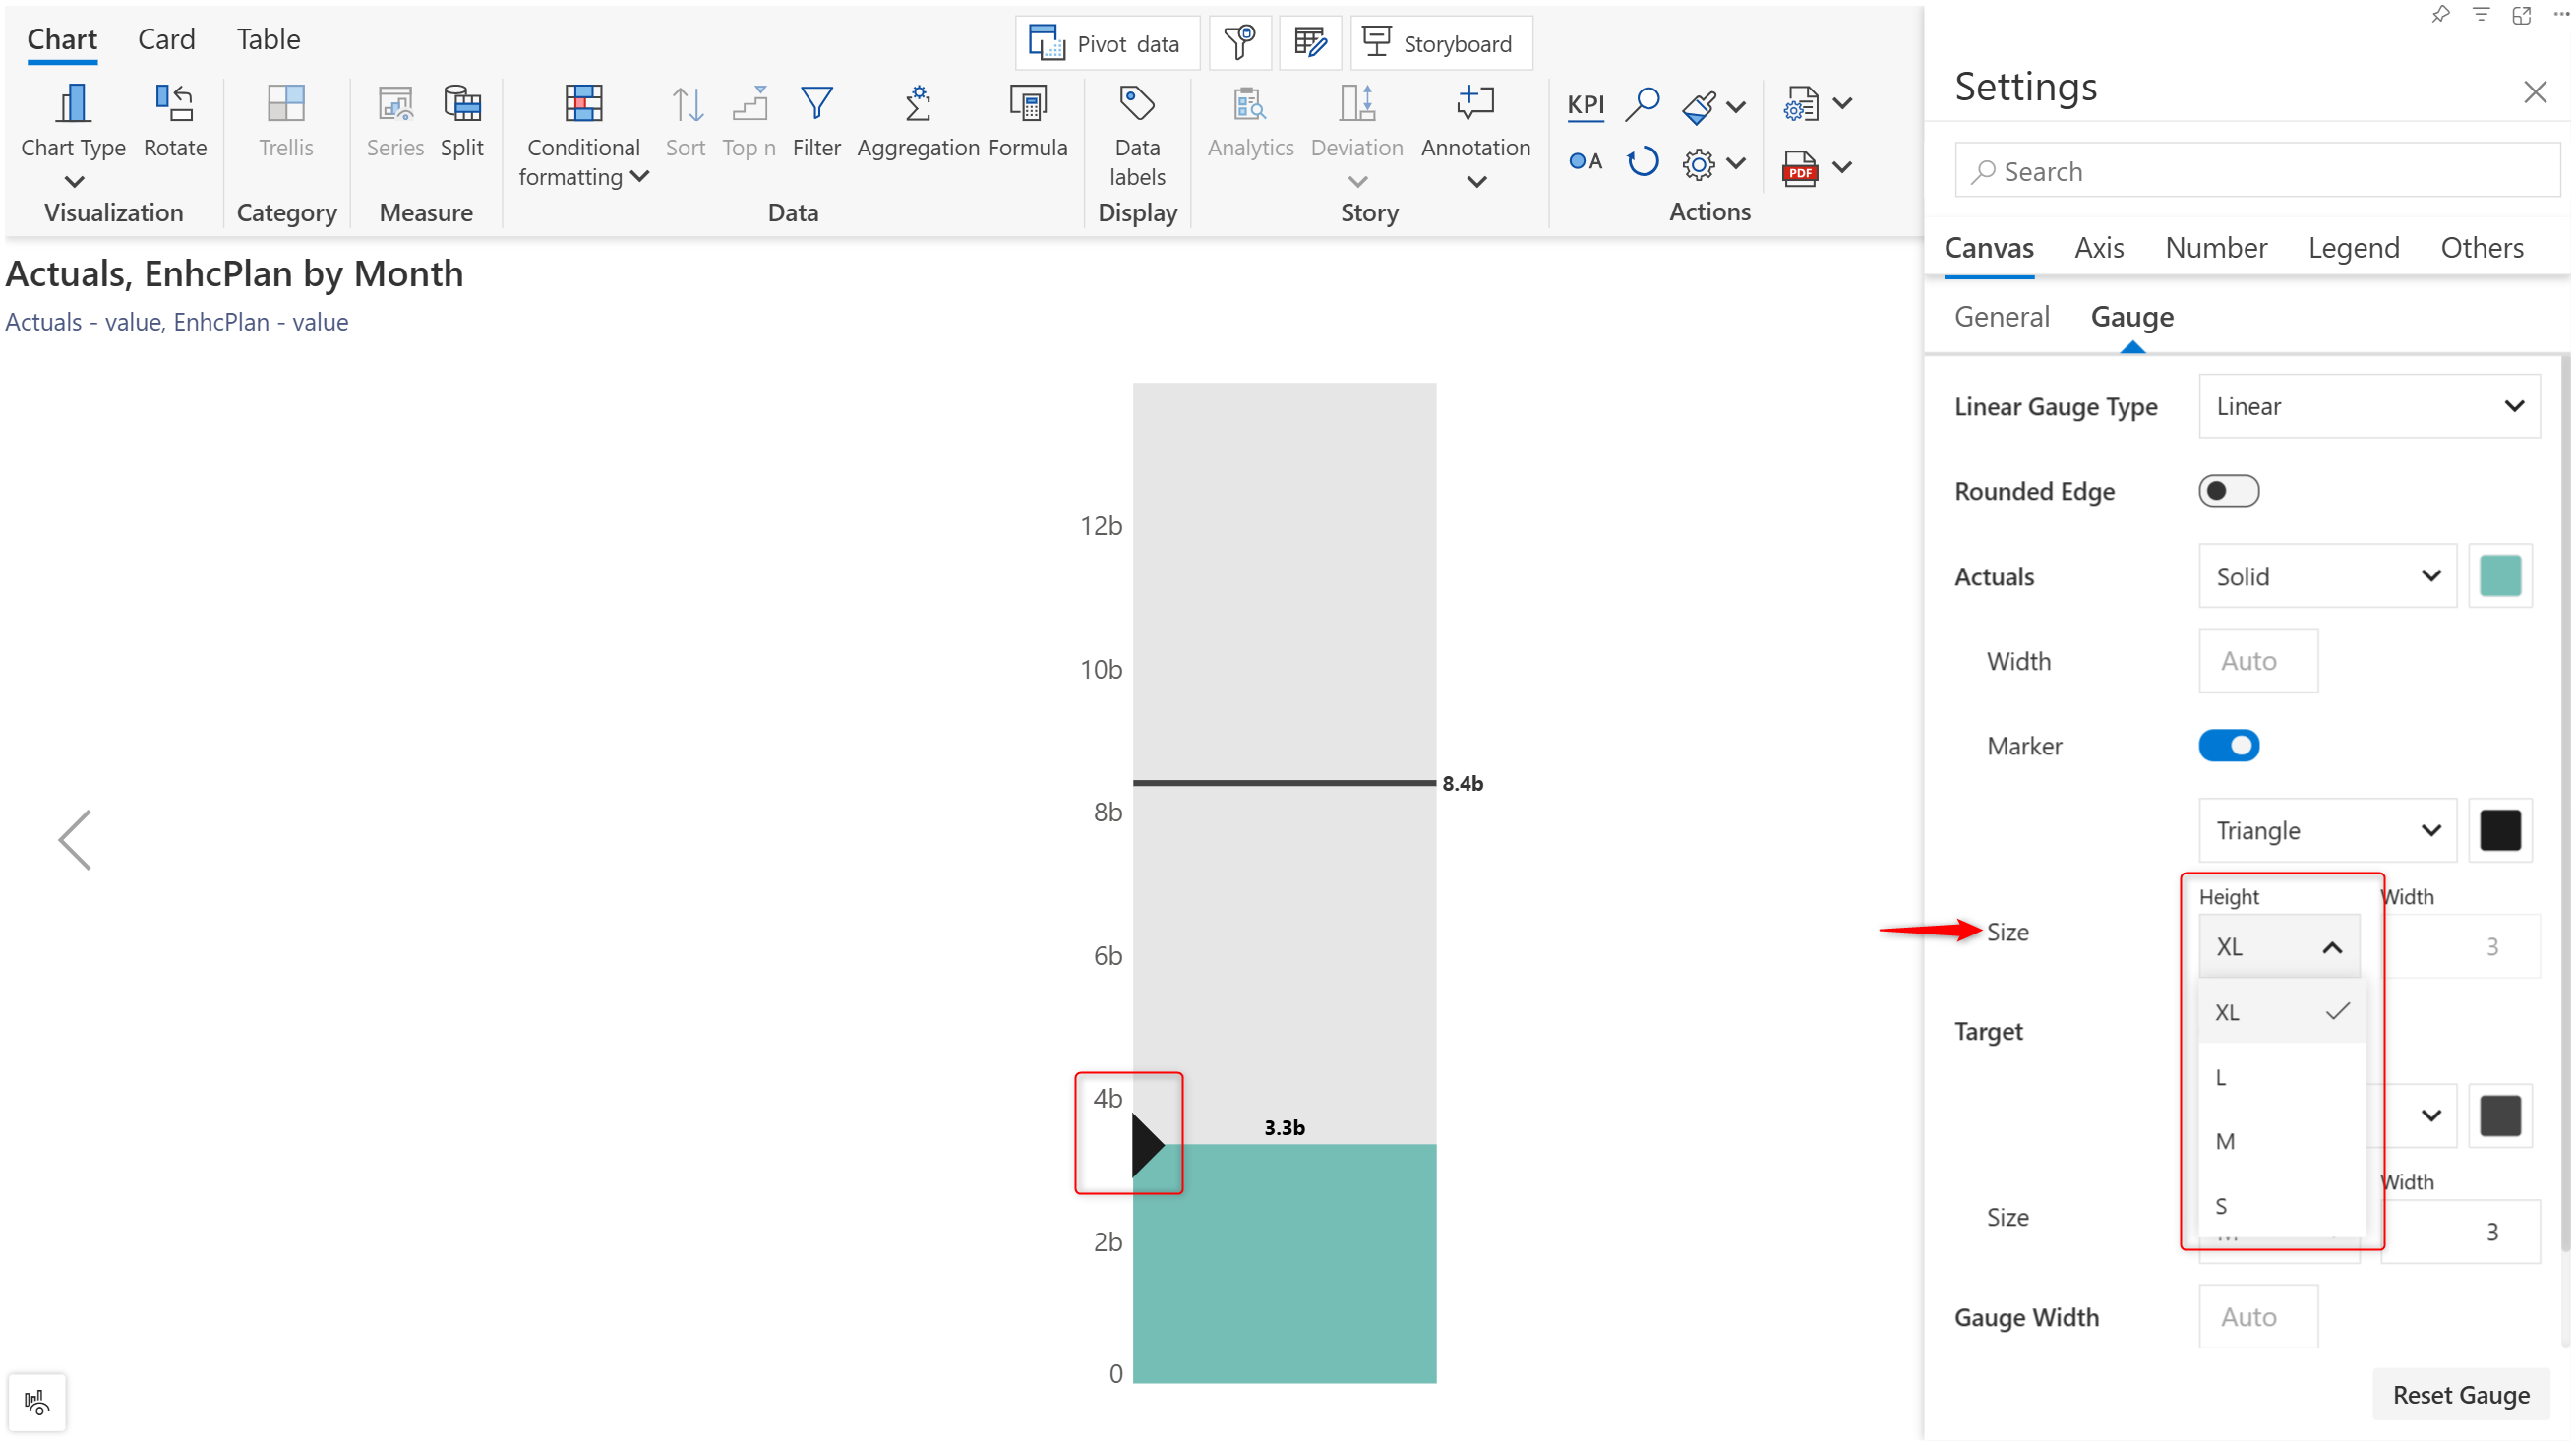 Chart Card Table
Pivot data Storyboard
Chart Type Rotate Trellis Series Split Conditional formatting Sort Top n Filter Aggregation Formula Data labels Analytics Deviation Annotation KPI
A PDF
Visualization Category Measure Data Display Story Actions
Actuals, EnhcPlan by Month
Actuals - value, EnhcPlan - value
12b
10b
8.4b
8b
6b
4b
3.3b
2b
0
Settings
Search
Canvas Axis Number Legend Others
General Gauge
Linear Gauge Type Linear
Rounded Edge
Actuals Solid
Width Auto
Marker
Triangle
Height Width
Size XL 3
XL
Target
L
M
Width
S
Size 3
Gauge Width Auto
Reset Gauge